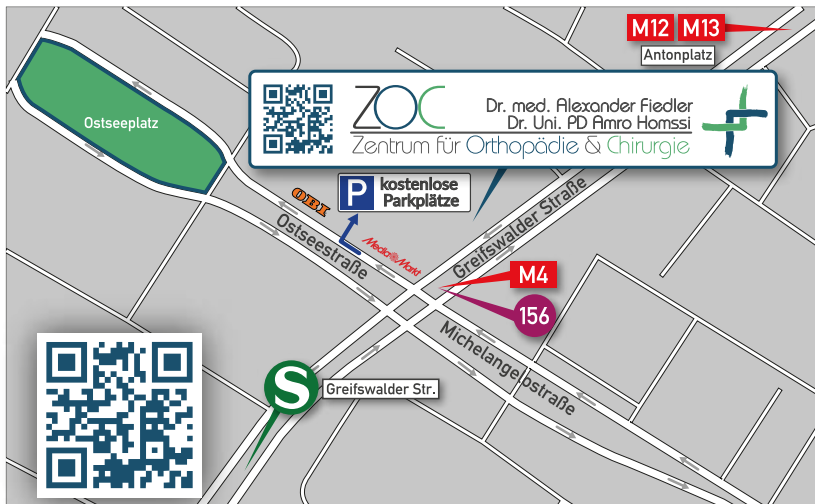 M12 M13
Antonplatz
ZOC
Dr. med. Alexander Fiedler
Dr. Uni. PD Amro Homssi
Zentrum für Orthopädie & Chirurgie
Ostseeplatz
OBI
P kostenlose
Parkplätze
Media Markt
Ostseestraße
Greifswalder Straße
M4
156
Michelangelostraße
S
Greifswalder Str.